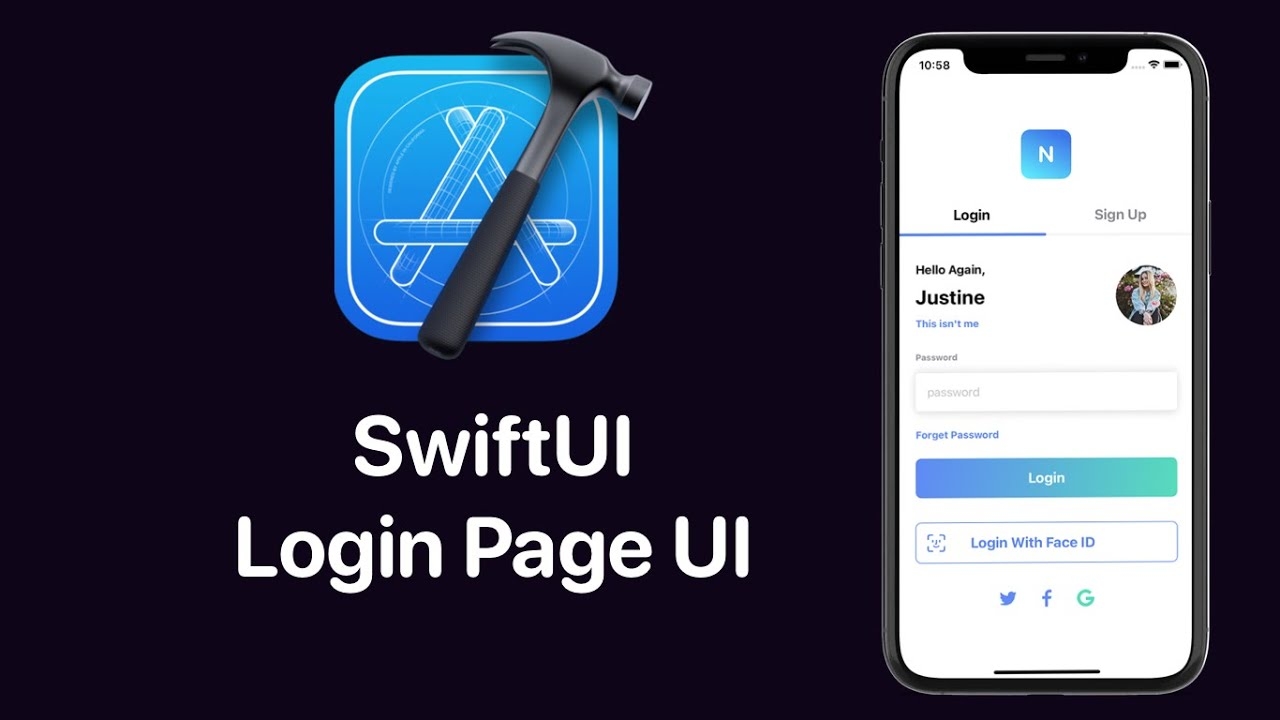 SwiftUI
Login Page UI
10:58
N
Login
Sign Up
Hello Again,
Justine
This isn't me
Password
password
Forget Password
Login
Login With Face ID